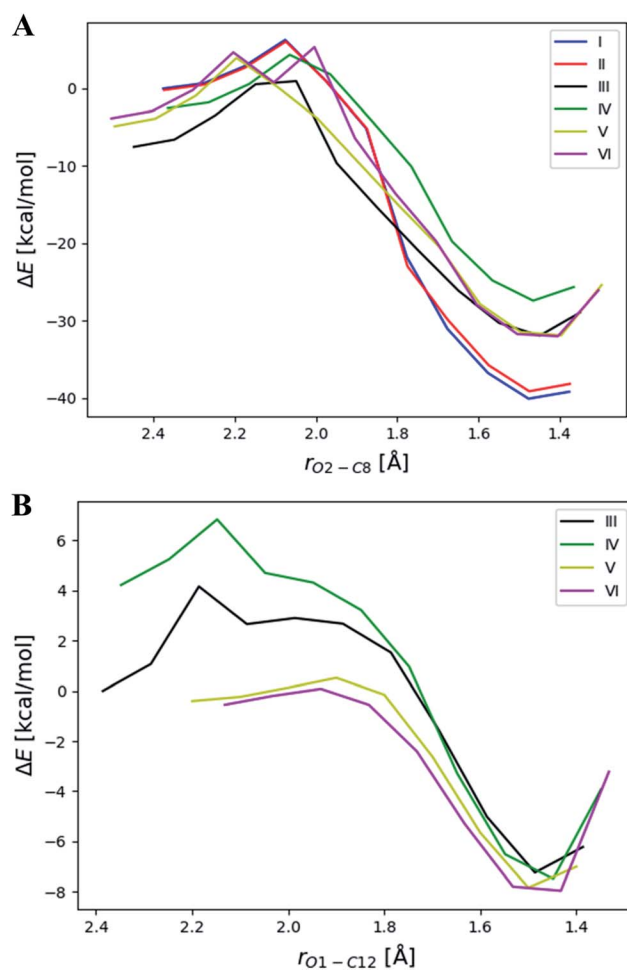 A
I
II
III
IV
V
VI
0
−10
−20
−30
−40
ΔE [kcal/mol]
2.4 2.2 2.0 1.8 1.6 1.4
rO2−C8 [Å]
B
III
IV
V
VI
6
4
2
0
−2
−4
−6
−8
ΔE [kcal/mol]
2.4 2.2 2.0 1.8 1.6 1.4
rO1−C12 [Å]